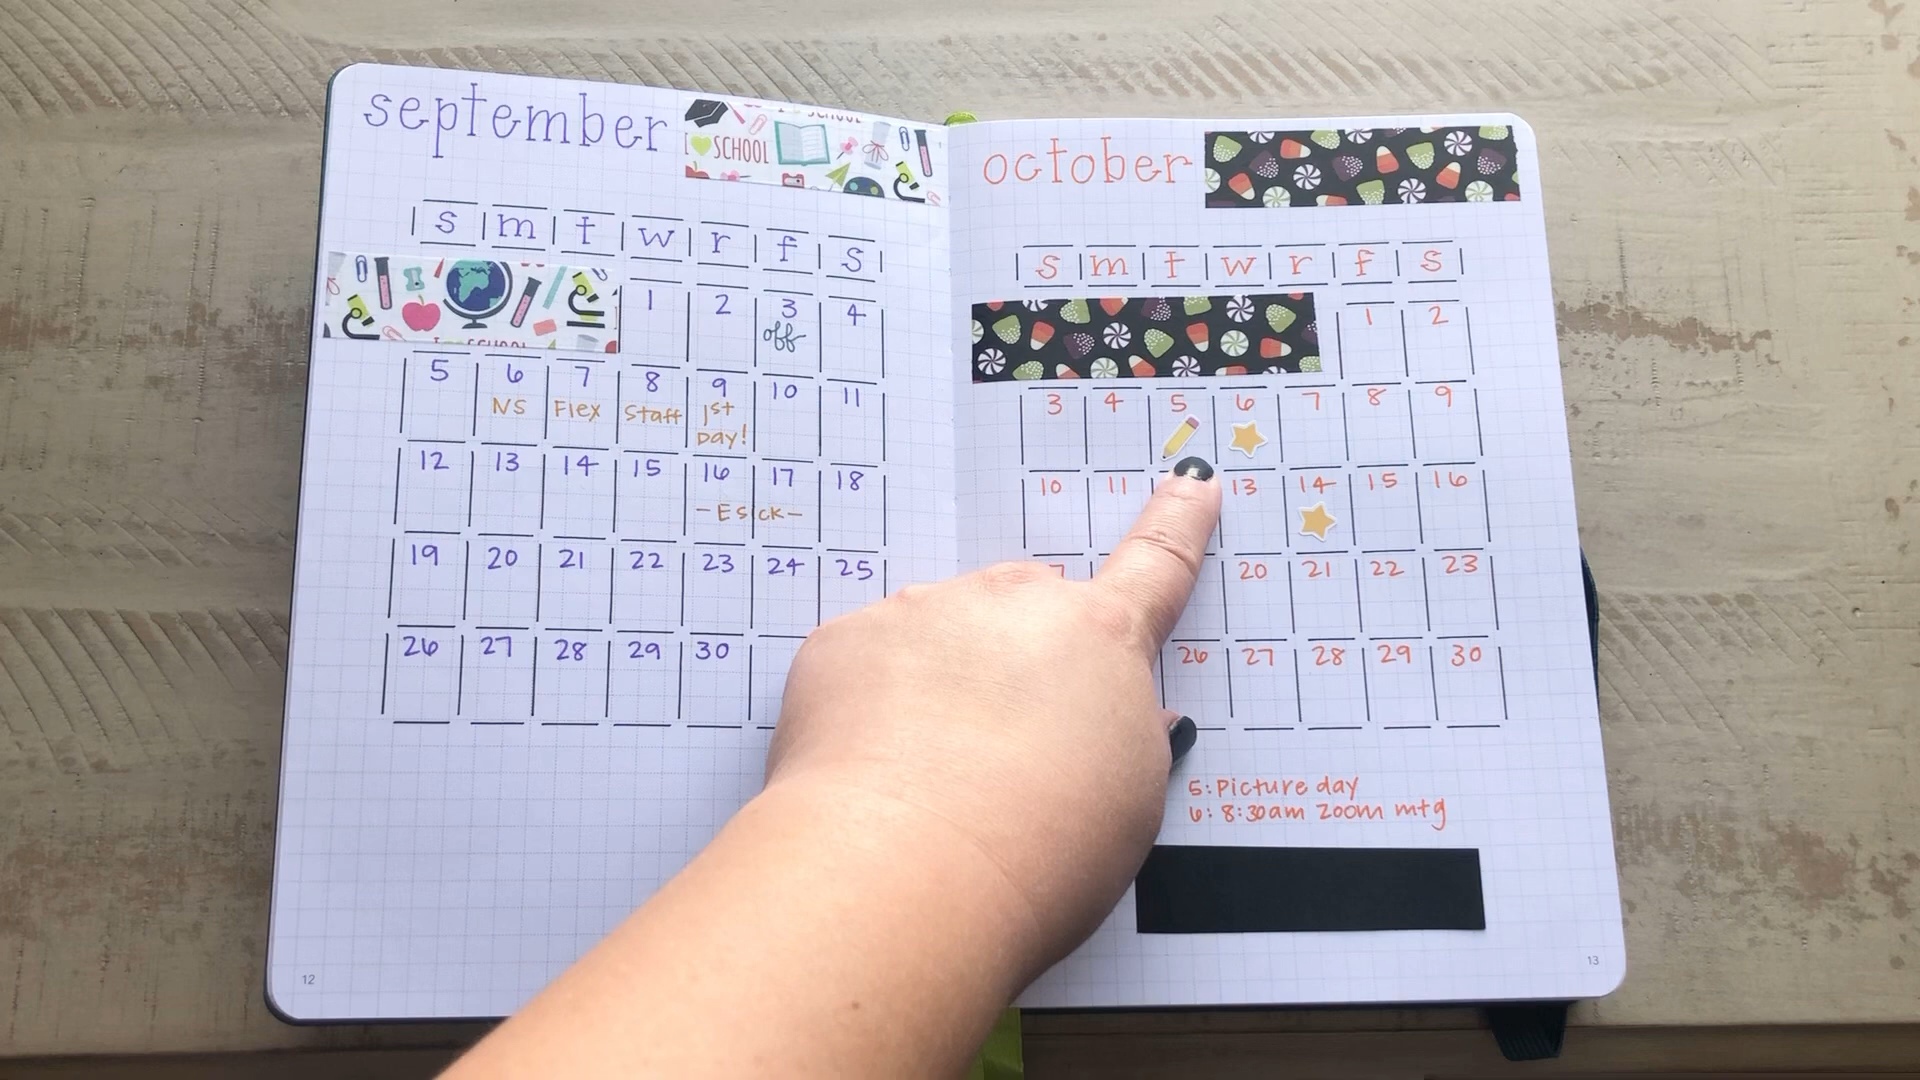 september
I SCHOOL
SCHOOL
s m t w r f s
1 2 3 4
off
SCHOOL
5 6 7 8 9 10 11
NS Flex Staff 1st
Day!
12 13 14 15 16 17 18
-E sick-
19 20 21 22 23 24 25
26 27 28 29 30
12
october
s m t w r f s
1 2
3 4 5 6 7 8 9
10 11 13 14 15 16
20 21 22 23
26 27 28 29 30
5: Picture day
6: 8:30am Zoom mtg
13